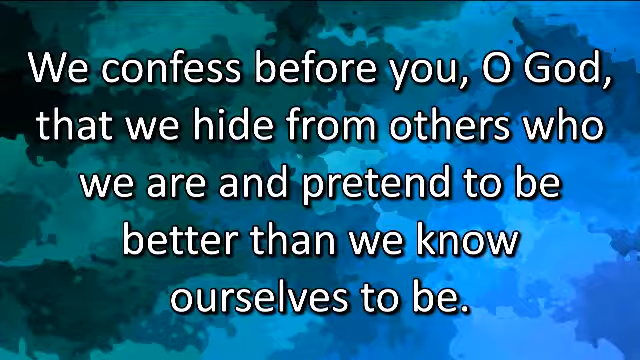 We confess before you, O God,
that we hide from others who
we are and pretend to be
better than we know
ourselves to be.